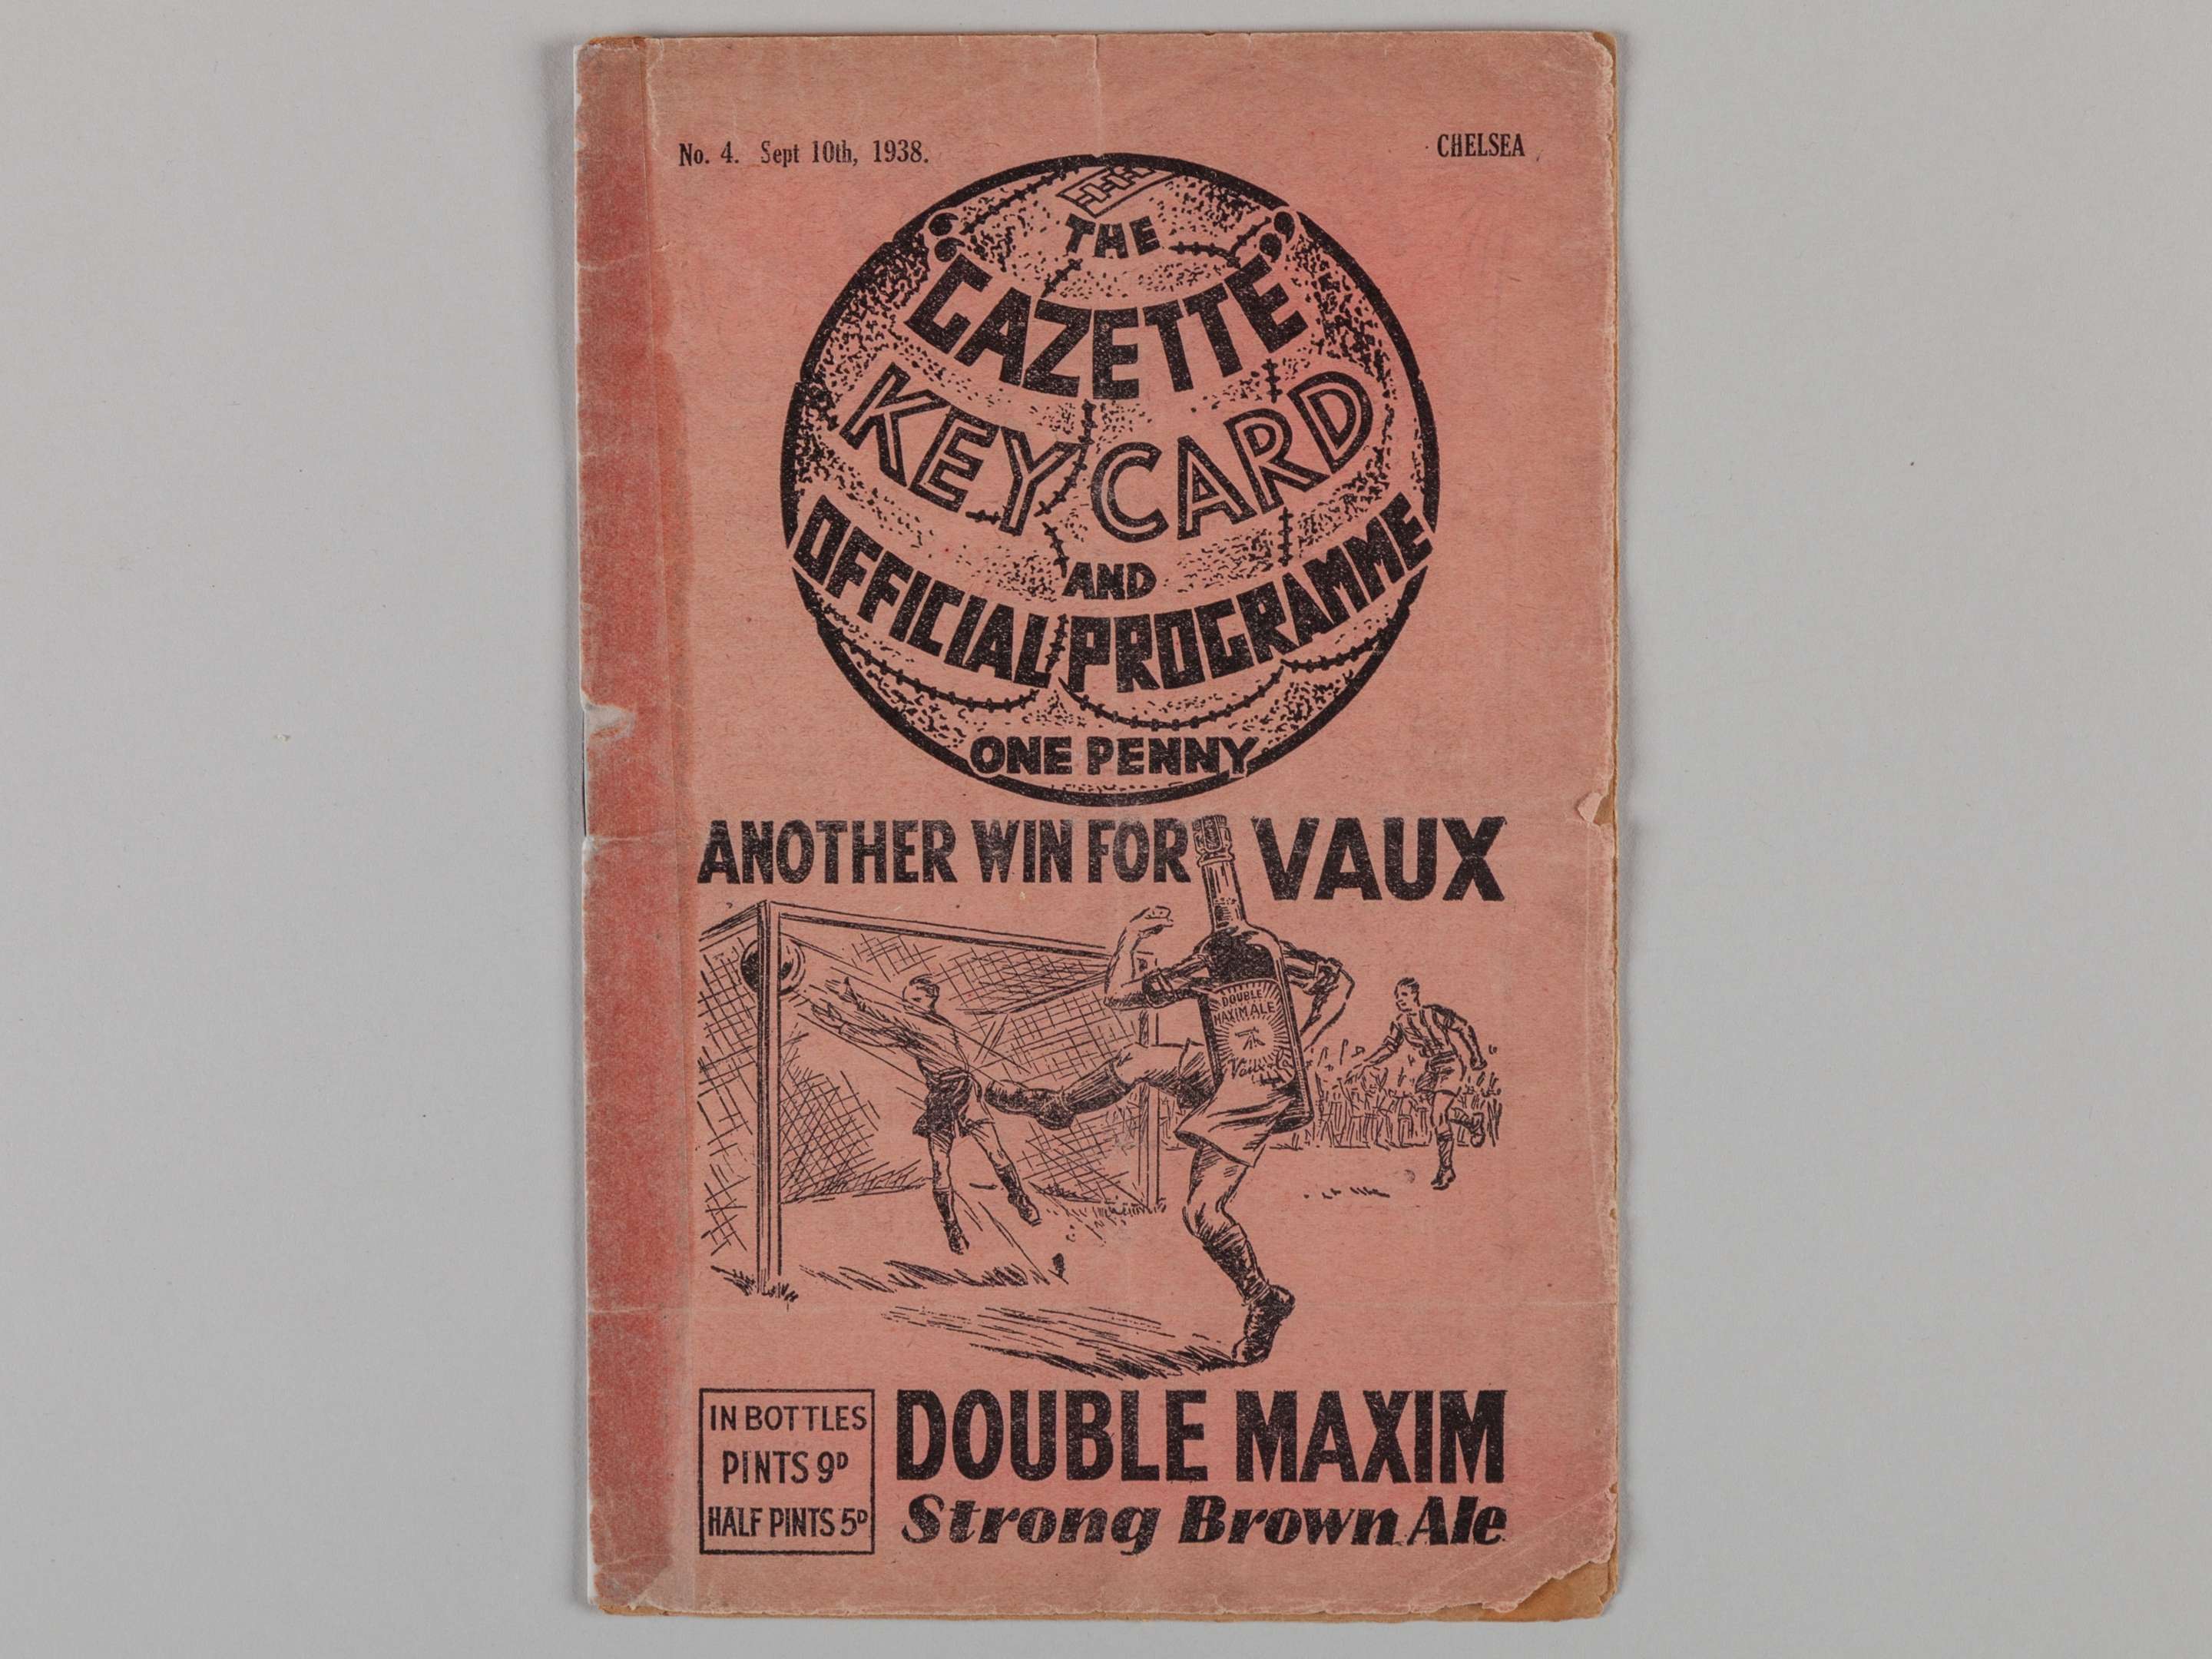 No. 4. Sept 10th, 1938.
CHELSEA
THE
"GAZETTE"
KEY CARD
AND
OFFICIAL PROGRAMME
ONE PENNY
ANOTHER WIN FOR VAUX
DOUBLE
MAXIM ALE
Vaux
IN BOTTLES
PINTS 9D
HALF PINTS 5D
DOUBLE MAXIM
Strong Brown Ale